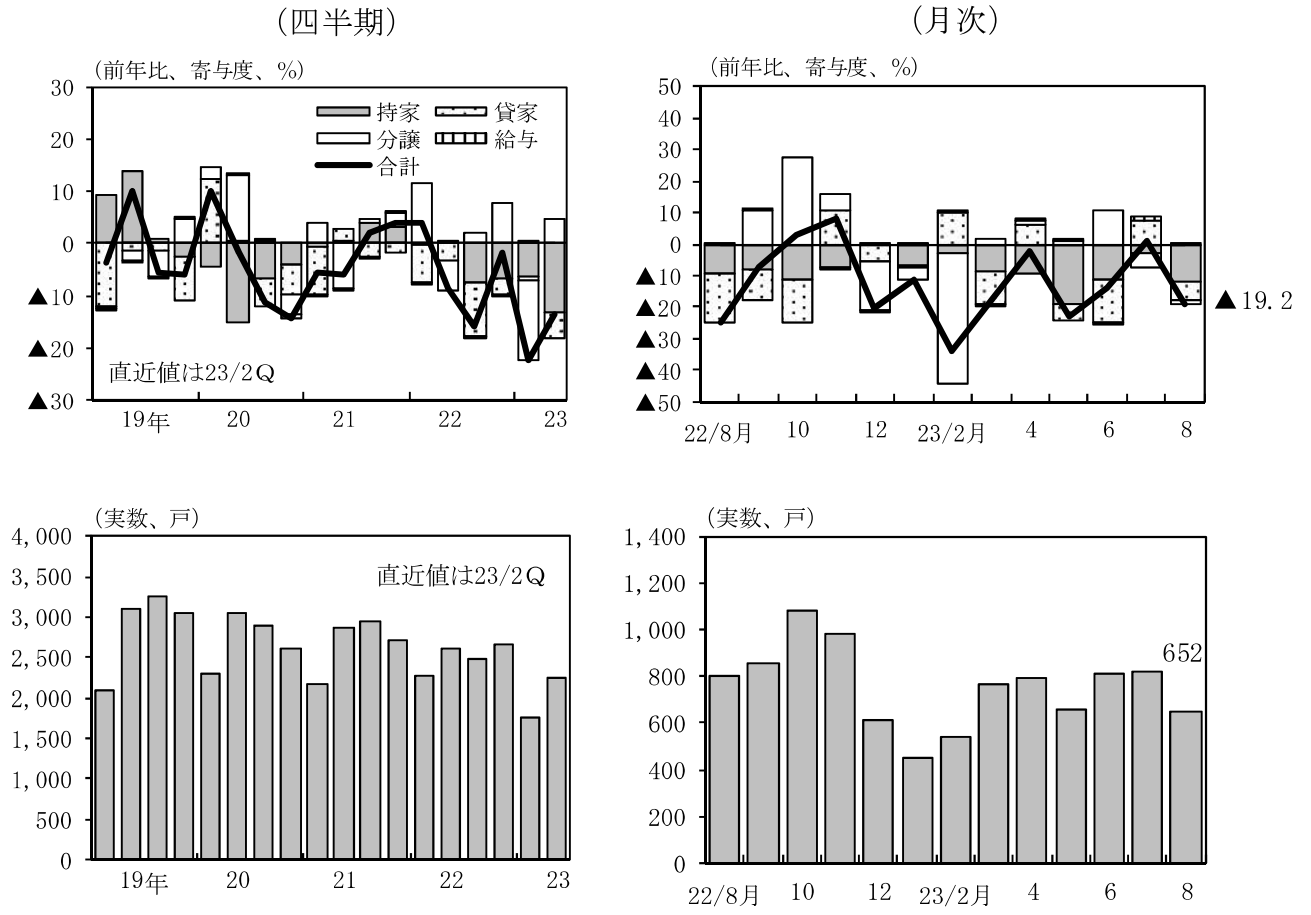 （四半期）
（前年比、寄与度、％）
30
20
10
0
▲10
▲20
▲30
持家
貸家
分譲
給与
合計
直近値は23/2Q
19年
20
21
22
23
（月次）
（前年比、寄与度、％）
50
40
30
20
10
0
▲10
▲20
▲30
▲40
▲50
▲19.2
22/8月
10
12
23/2月
4
6
8
（実数、戸）
4,000
3,500
3,000
2,500
2,000
1,500
1,000
500
0
直近値は23/2Q
19年
20
21
22
23
（実数、戸）
1,400
1,200
1,000
800
600
400
200
0
652
22/8月
10
12
23/2月
4
6
8